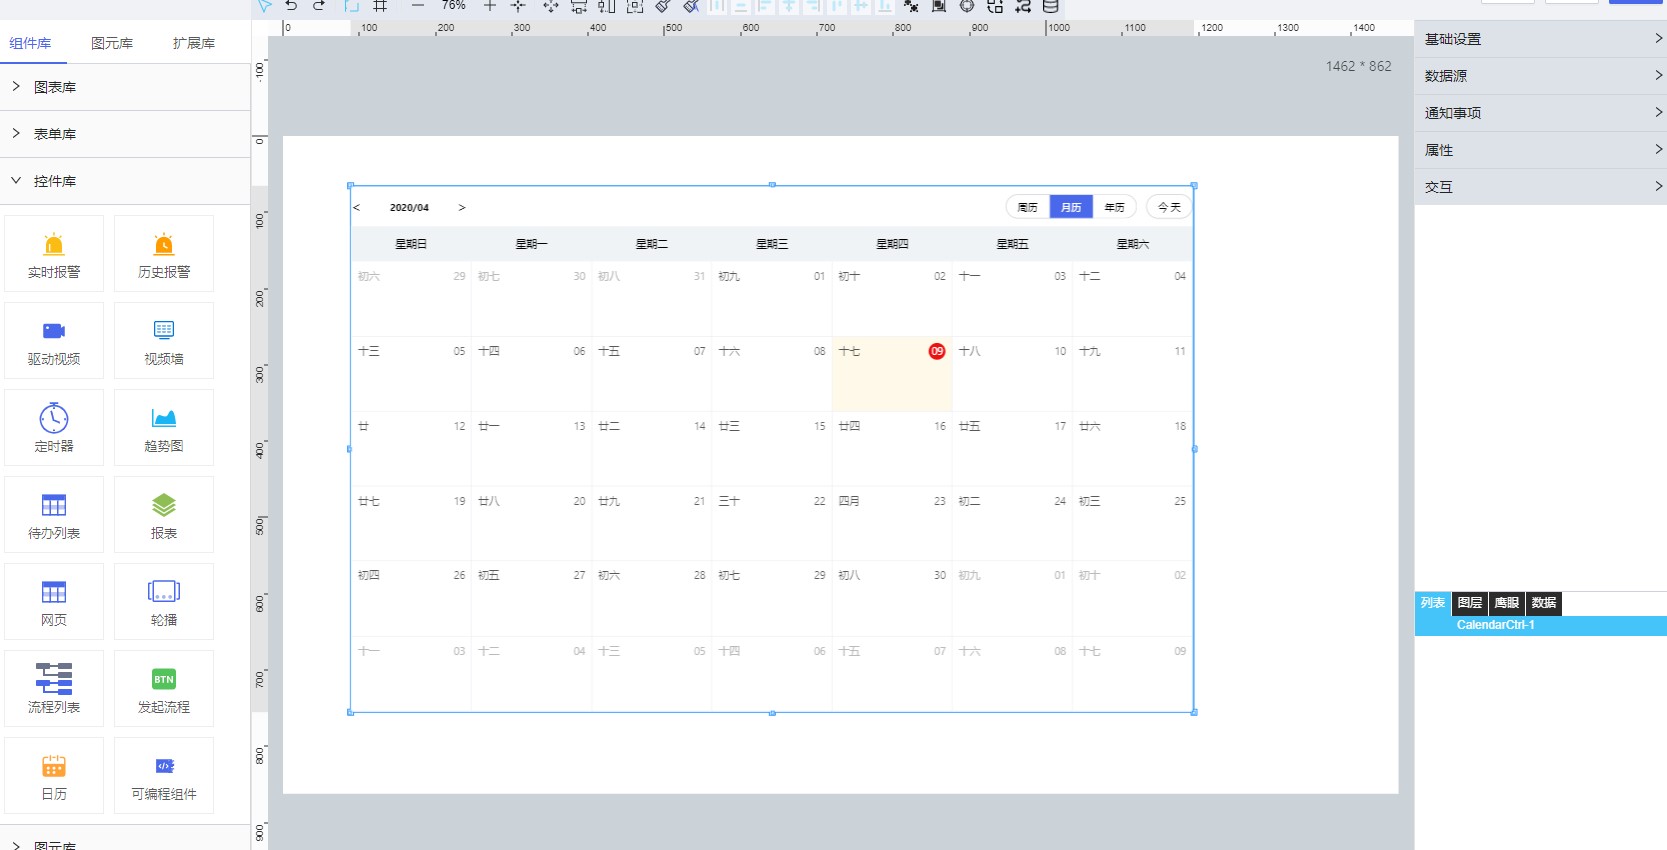 76%
组件库 图元库 扩展库
图表库
表单库
控件库
实时报警 历史报警
驱动视频 视频墙
定时器 趋势图
待办列表 报表
网页 轮播
流程列表 BTN 发起流程
日历 可编程组件
图元库
0 100 200 300 400 500 600 700 800 900 1000 1100 1200 1300 1400
-100 0 100 200 300 400 500 600 700 800 900
1462 * 862
< 2020/04 > 周历 月历 年历 今天
星期日 星期一 星期二 星期三 星期四 星期五 星期六
初六 29 初七 30 初八 31 初九 01 初十 02 十一 03 十二 04
十三 05 十四 06 十五 07 十六 08 十七 09 十八 10 十九 11
廿 12 廿一 13 廿二 14 廿三 15 廿四 16 廿五 17 廿六 18
廿七 19 廿八 20 廿九 21 三十 22 四月 23 初二 24 初三 25
初四 26 初五 27 初六 28 初七 29 初八 30 初九 01 初十 02
十一 03 十二 04 十三 05 十四 06 十五 07 十六 08 十七 09
基础设置
数据源
通知事项
属性
交互
列表 图层 鹰眼 数据
CalendarCtrl-1